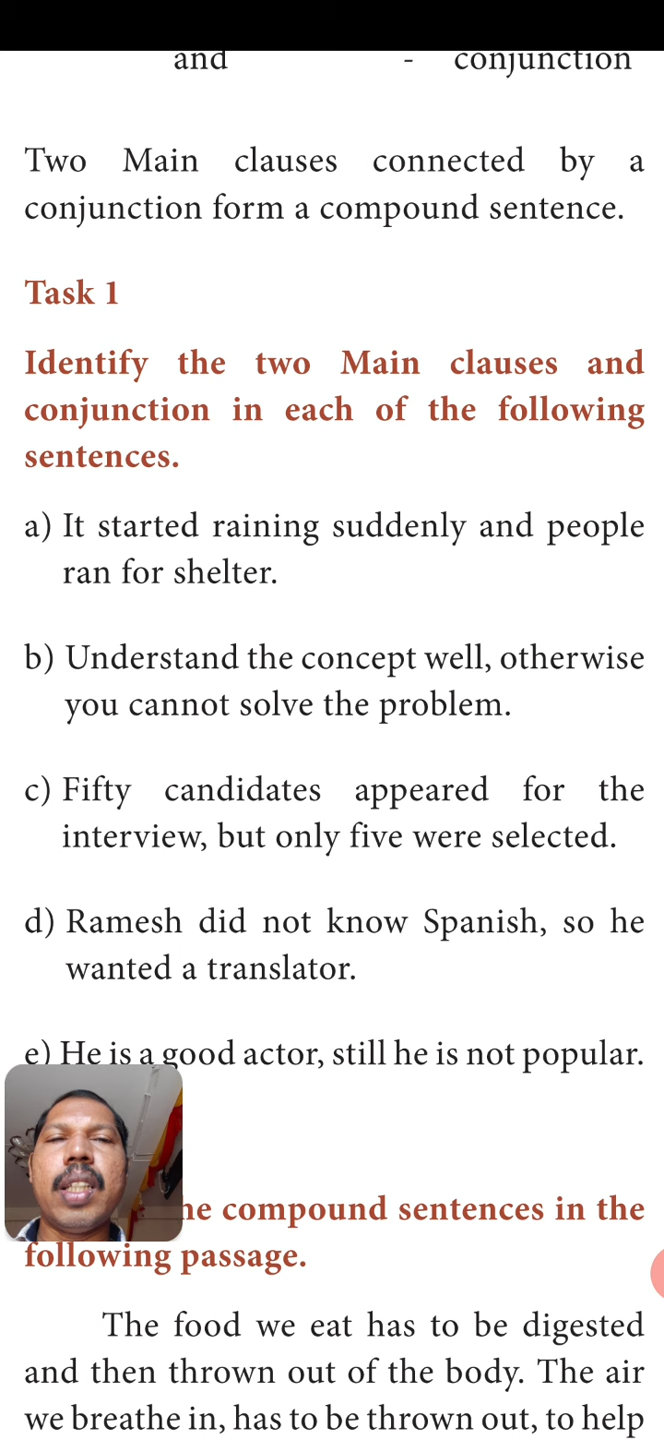 and - conjunction
Two Main clauses connected by a
conjunction form a compound sentence.
Task 1
Identify the two Main clauses and
conjunction in each of the following
sentences.
a) It started raining suddenly and people
ran for shelter.
b) Understand the concept well, otherwise
you cannot solve the problem.
c) Fifty candidates appeared for the
interview, but only five were selected.
d) Ramesh did not know Spanish, so he
wanted a translator.
e) He is a good actor, still he is not popular.
compound sentences in the
following passage.
The food we eat has to be digested
and then thrown out of the body. The air
we breathe in, has to be thrown out, to help